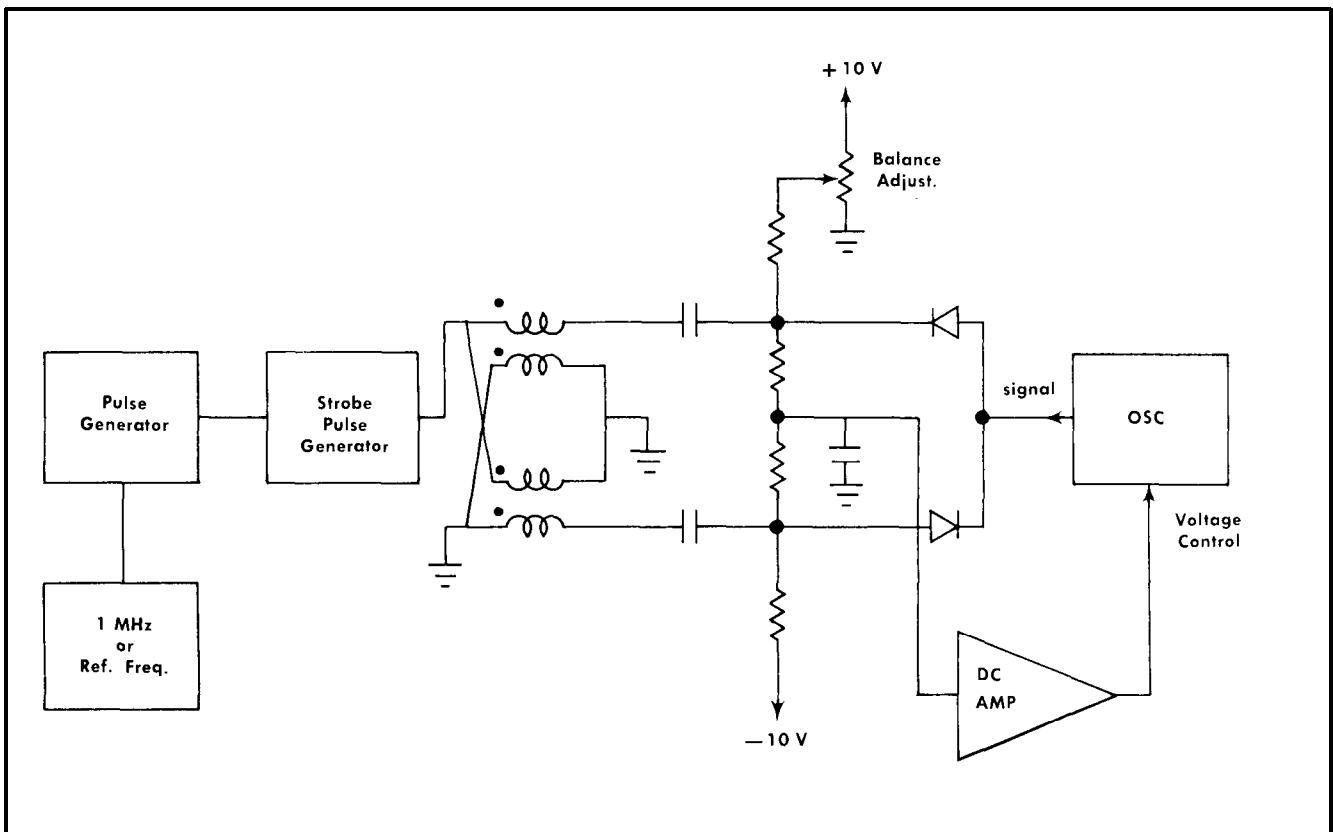 + 10 V
Balance
Adjust.
Pulse
Generator
Strobe
Pulse
Generator
signal
OSC
Voltage
Control
1 MHz
or
Ref. Freq.
DC
AMP
— 10 V